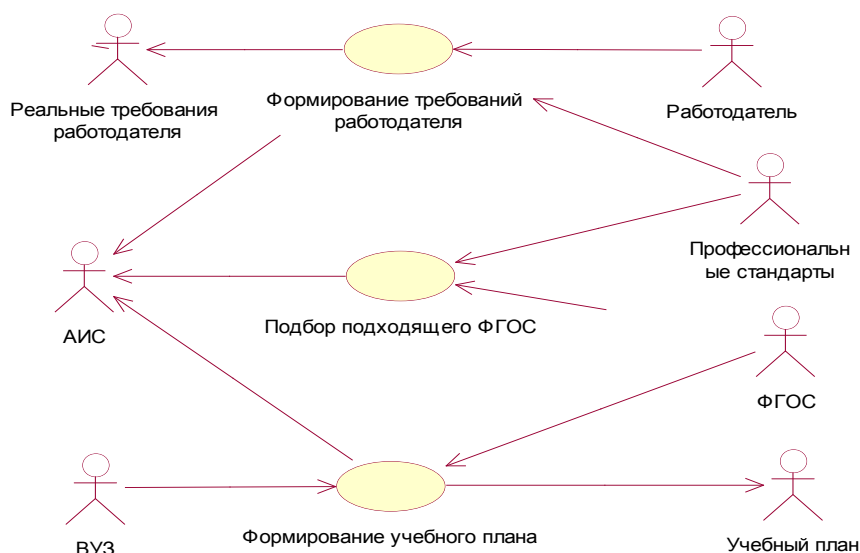 Реальные требования
работодателя
Формирование требований
работодателя
Работодатель
Профессиональн
ые стандарты
АИС
Подбор подходящего ФГОС
ФГОС
ВУЗ
Формирование учебного плана
Учебный план